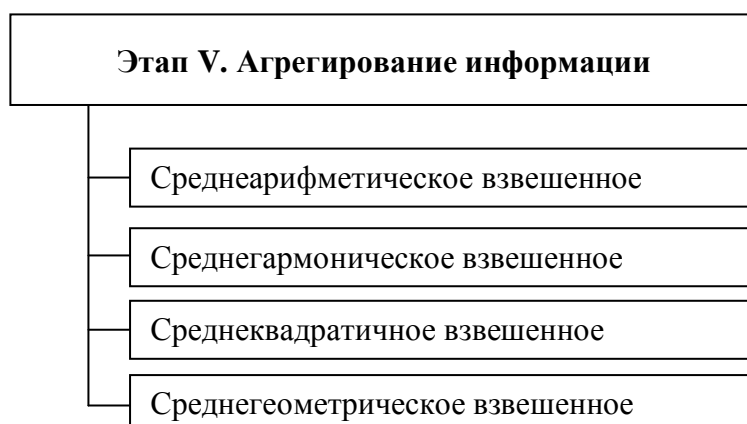 Этап V. Агрегирование информации
Среднеарифметическое взвешенное
Среднегармоническое взвешенное
Среднеквадратичное взвешенное
Среднегеометрическое взвешенное